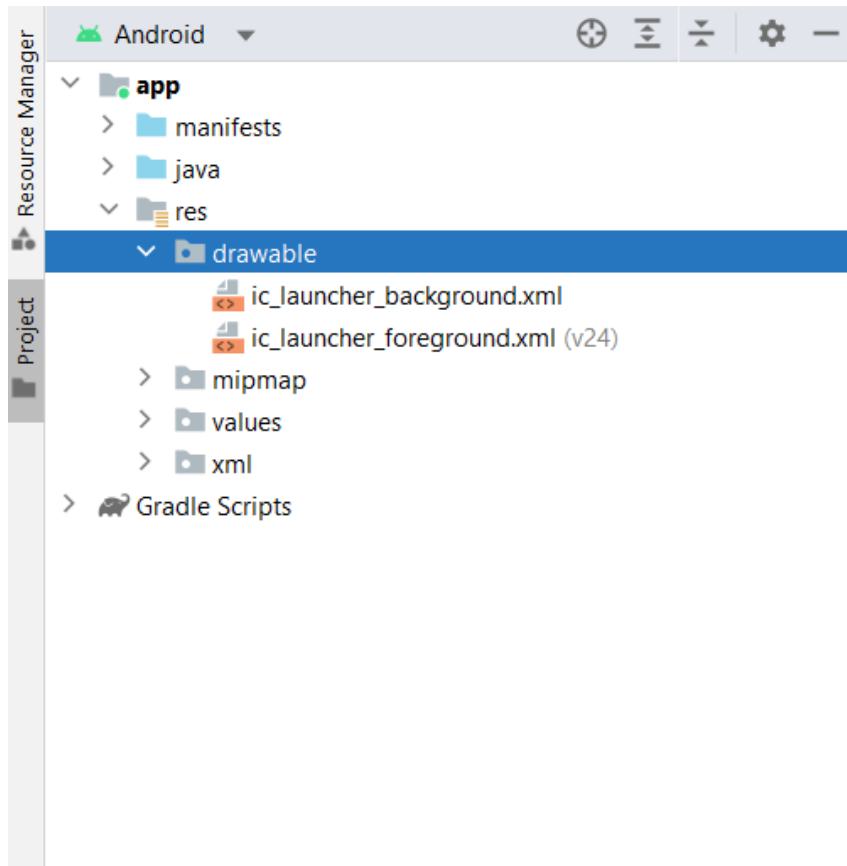 Android
app
manifests
java
res
drawable
ic_launcher_background.xml
ic_launcher_foreground.xml (v24)
mipmap
values
xml
Gradle Scripts
Resource Manager
Project